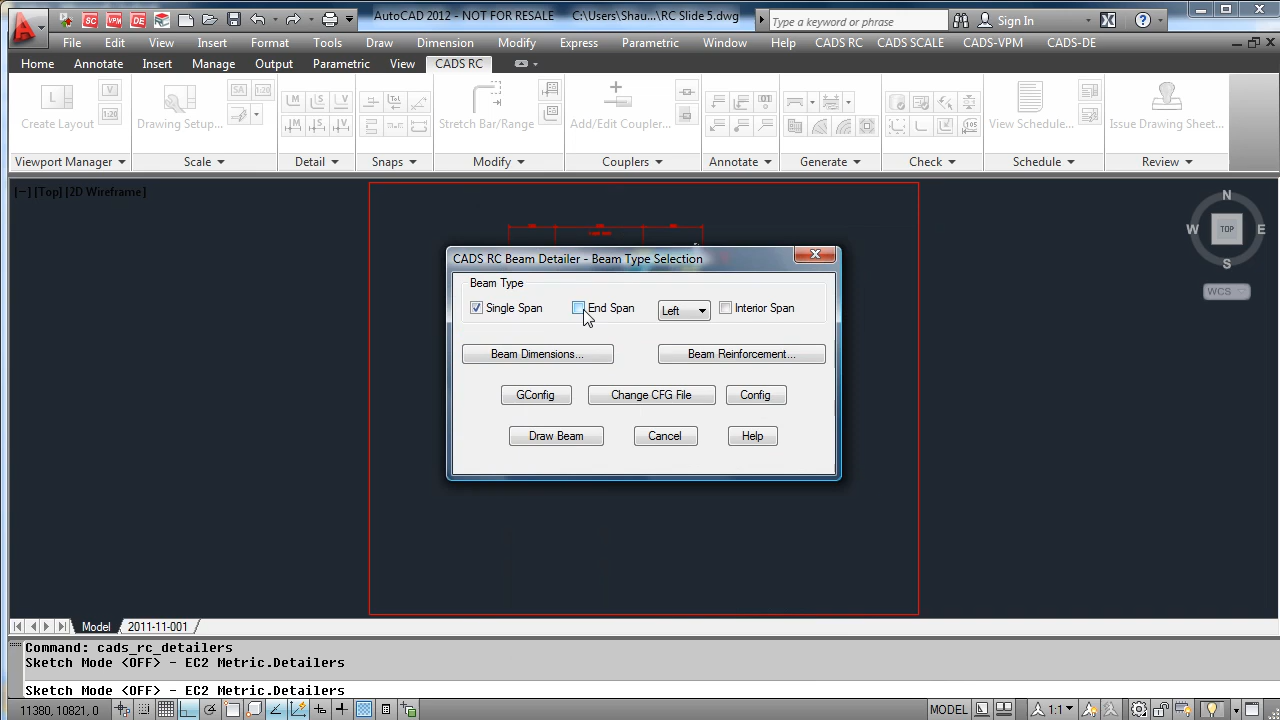 AutoCAD 2012 - NOT FOR RESALE C:\Users\Shau...\RC Slide 5.dwg Type a keyword or phrase Sign In
File Edit View Insert Format Tools Draw Dimension Modify Express Parametric Window Help CADS RC CADS SCALE CADS-VPM CADS-DE
Home Annotate Insert Manage Output Parametric View CADS RC
Create Layout Drawing Setup... Stretch Bar/Range Add/Edit Coupler... View Schedule... Issue Drawing Sheet...
Viewport Manager Scale Detail Snaps Modify Couplers Annotate Generate Check Schedule Review
[−] [Top] [2D Wireframe]
N
W TOP E
S
WCS
CADS RC Beam Detailer - Beam Type Selection
Beam Type
Single Span End Span Left Interior Span
Beam Dimensions... Beam Reinforcement...
GConfig Change CFG File Config
Draw Beam Cancel Help
Model 2011-11-001
Command: cads_rc_detailers
Sketch Mode <OFF> - EC2 Metric.Detailers
Sketch Mode <OFF> - EC2 Metric.Detailers
11380, 10821, 0 MODEL 1:1